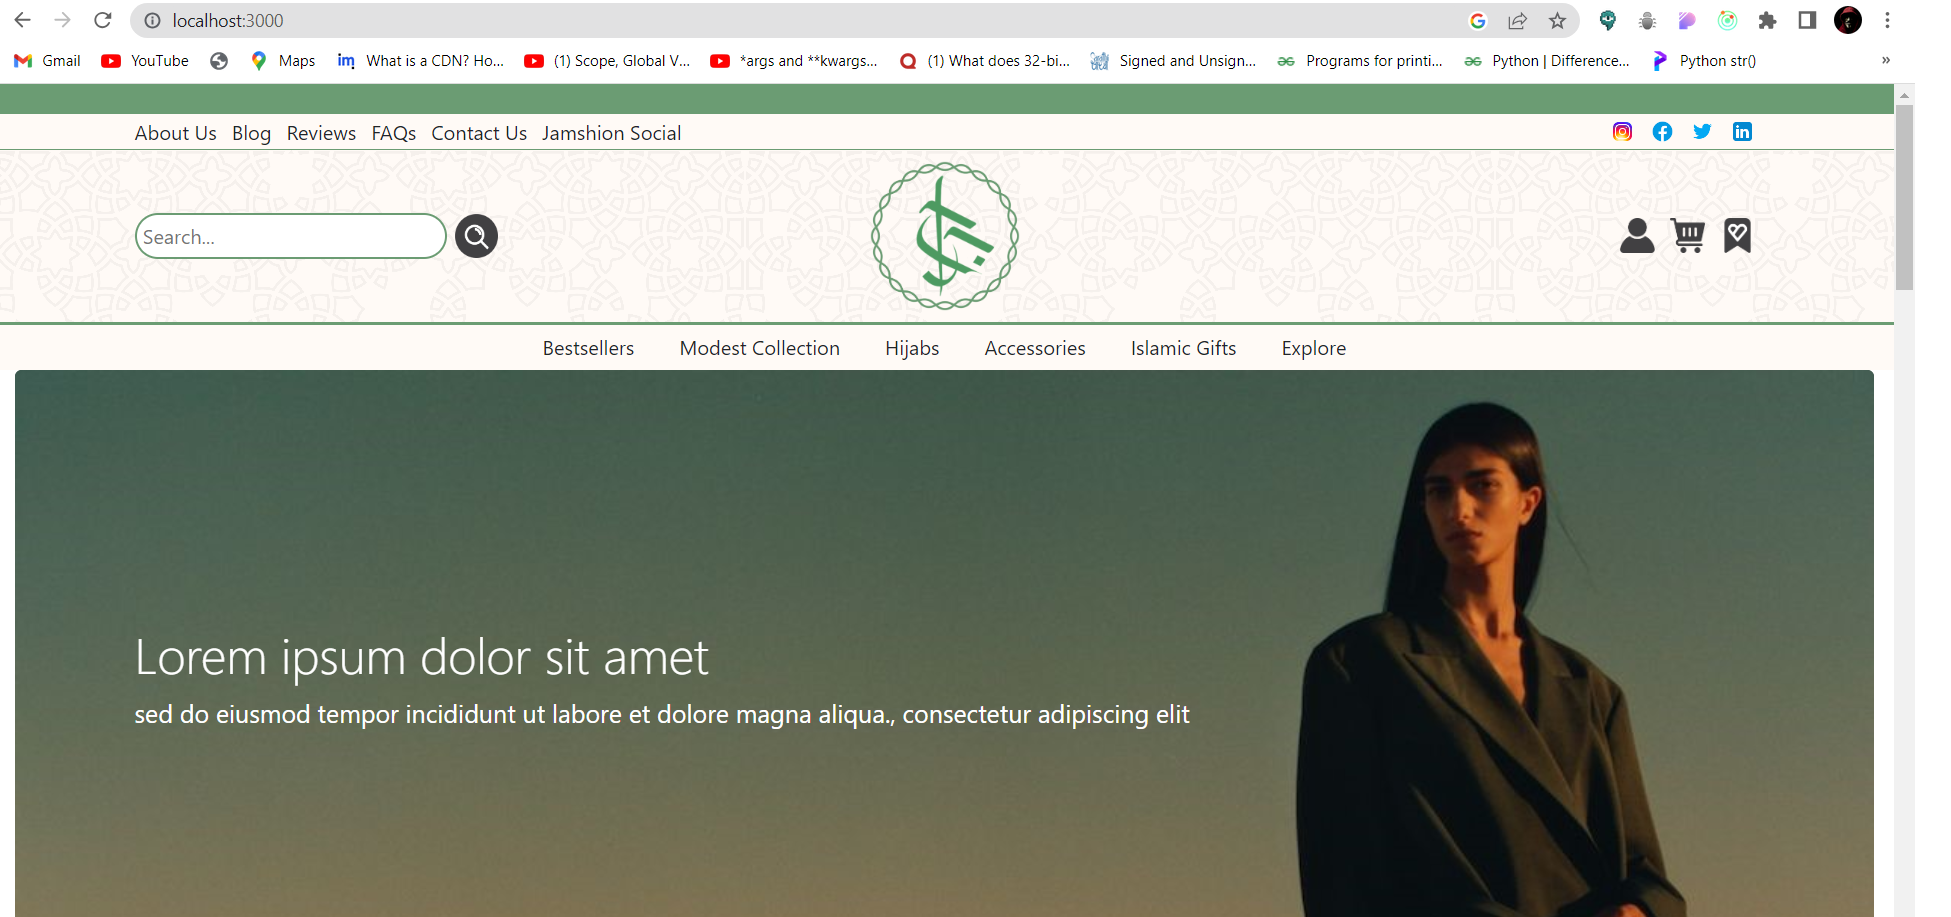 localhost:3000
Gmail YouTube Maps What is a CDN? Ho... (1) Scope, Global V... *args and **kwargs... (1) What does 32-bi... Signed and Unsign... Programs for printi... Python | Difference... Python str() »
About Us Blog Reviews FAQs Contact Us Jamshion Social
Search...
Bestsellers Modest Collection Hijabs Accessories Islamic Gifts Explore
Lorem ipsum dolor sit amet
sed do eiusmod tempor incididunt ut labore et dolore magna aliqua., consectetur adipiscing elit